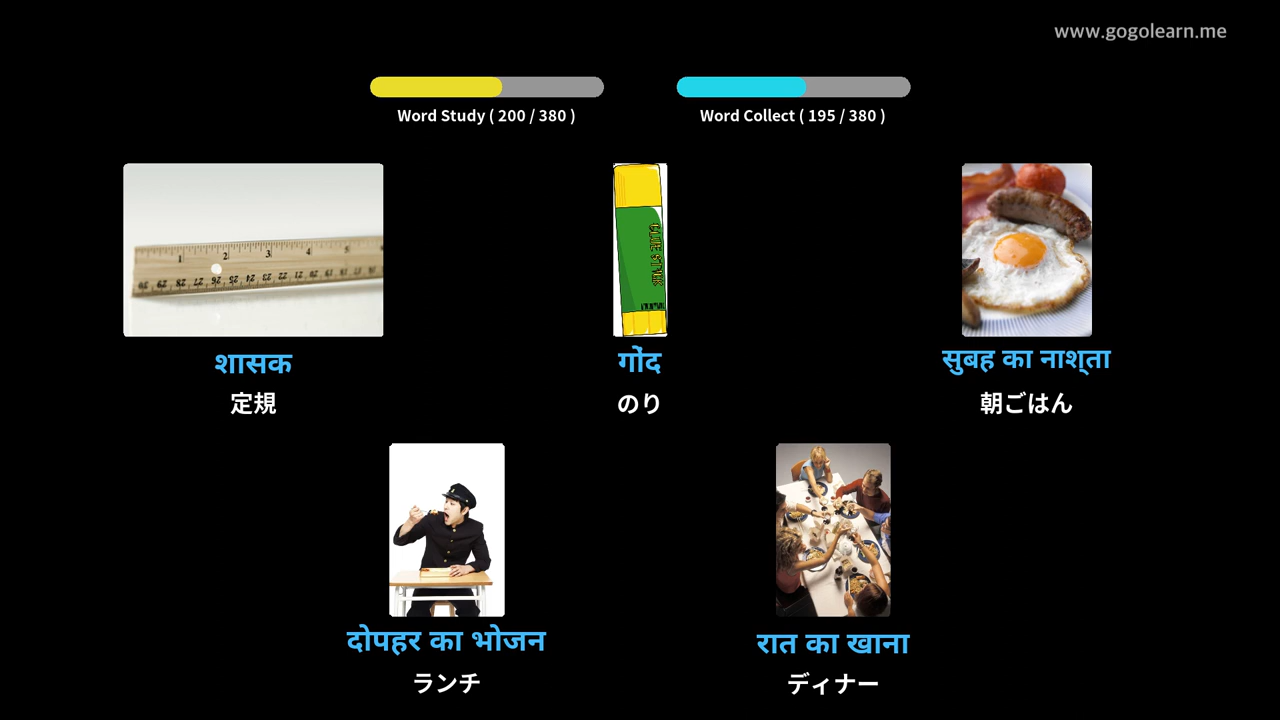 www.gogolearn.me
Word Study ( 200 / 380 )
Word Collect ( 195 / 380 )
शासक
定規
गोंद
のり
सुबह का नाश्ता
朝ごはん
दोपहर का भोजन
ランチ
रात का खाना
ディナー